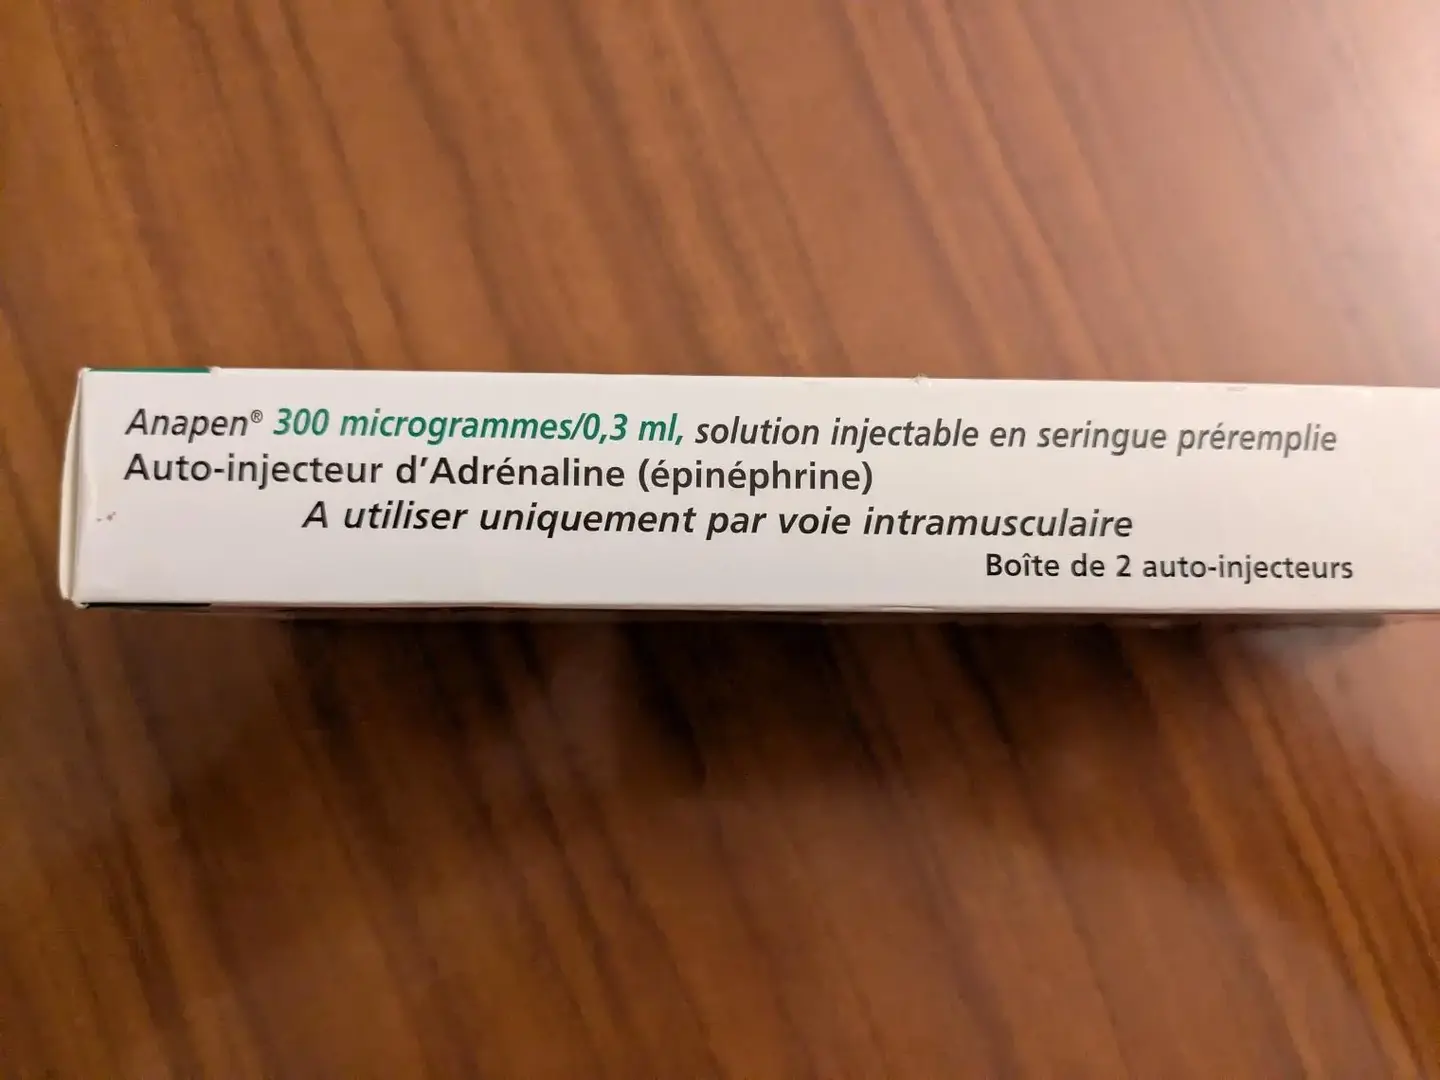 Anapen® 300 microgrammes/0,3 ml, solution injectable en seringue préremplie
Auto-injecteur d'Adrénaline (épinéphrine)
A utiliser uniquement par voie intramusculaire
Boîte de 2 auto-injecteurs